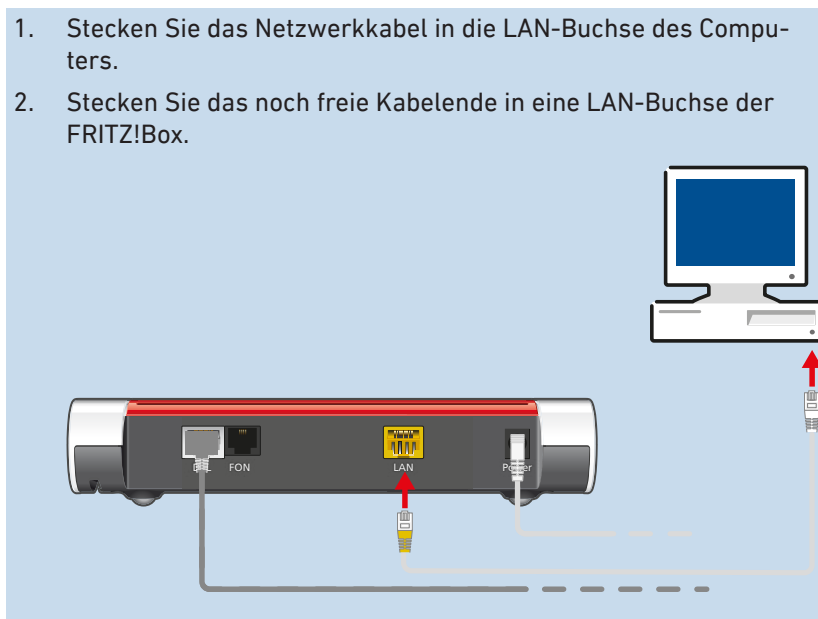 1. Stecken Sie das Netzwerkkabel in die LAN-Buchse des Compu-
ters.
2. Stecken Sie das noch freie Kabelende in eine LAN-Buchse der
FRITZ!Box.
DSL FON LAN Power